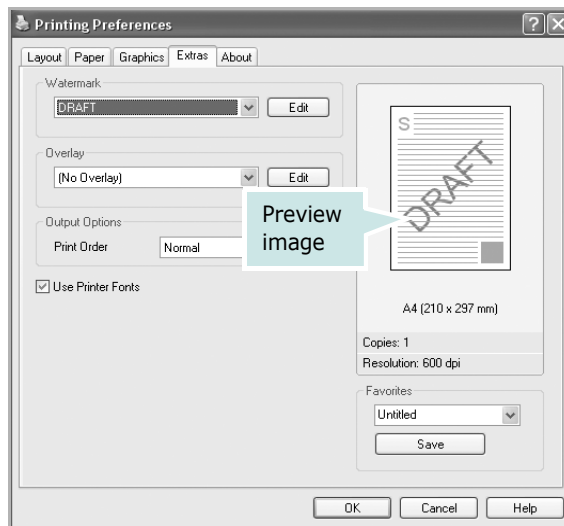 Printing Preferences
Layout Paper Graphics Extras About
Watermark
DRAFT
Edit
Overlay
(No Overlay)
Edit
Output Options
Print Order
Normal
Use Printer Fonts
Preview
image
S
DRAFT
A4 (210 x 297 mm)
Copies: 1
Resolution: 600 dpi
Favorites
Untitled
Save
OK Cancel Help